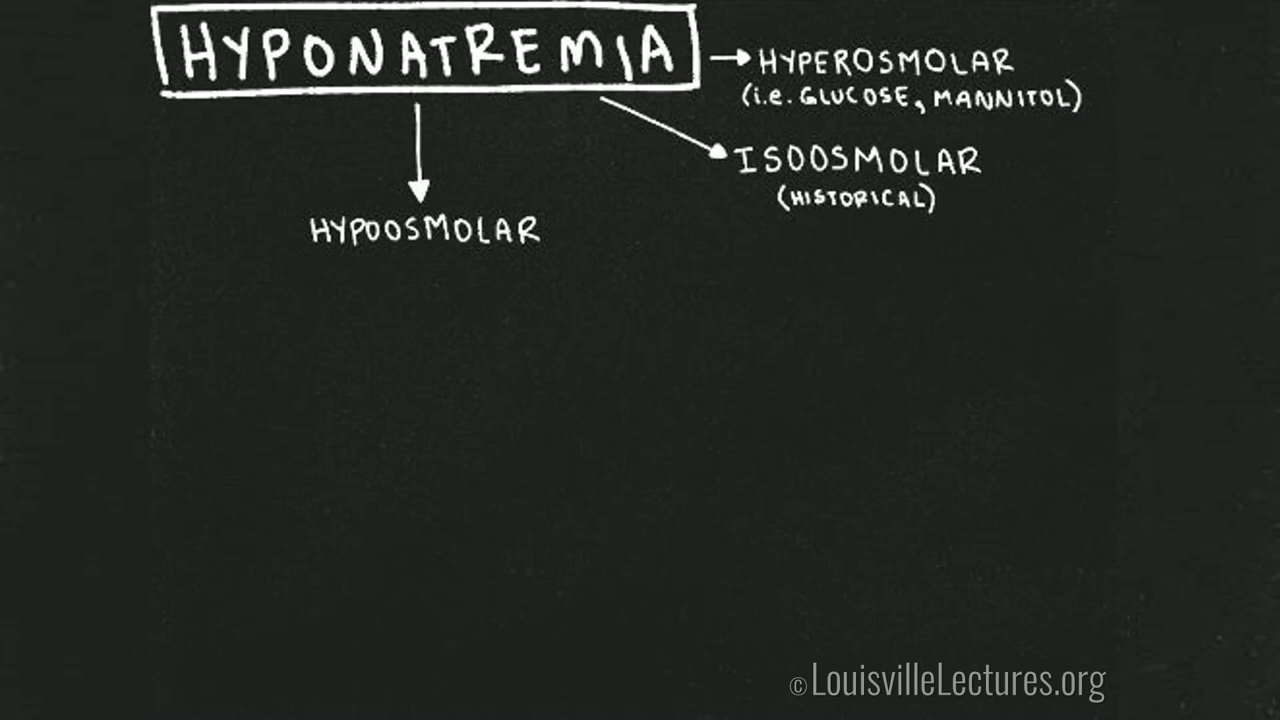 HYPONATREMIA
HYPEROSMOLAR
(i.e. GLUCOSE, MANNITOL)
ISOOSMOLAR
(HISTORICAL)
HYPOOSMOLAR
© LouisvilleLectures.org